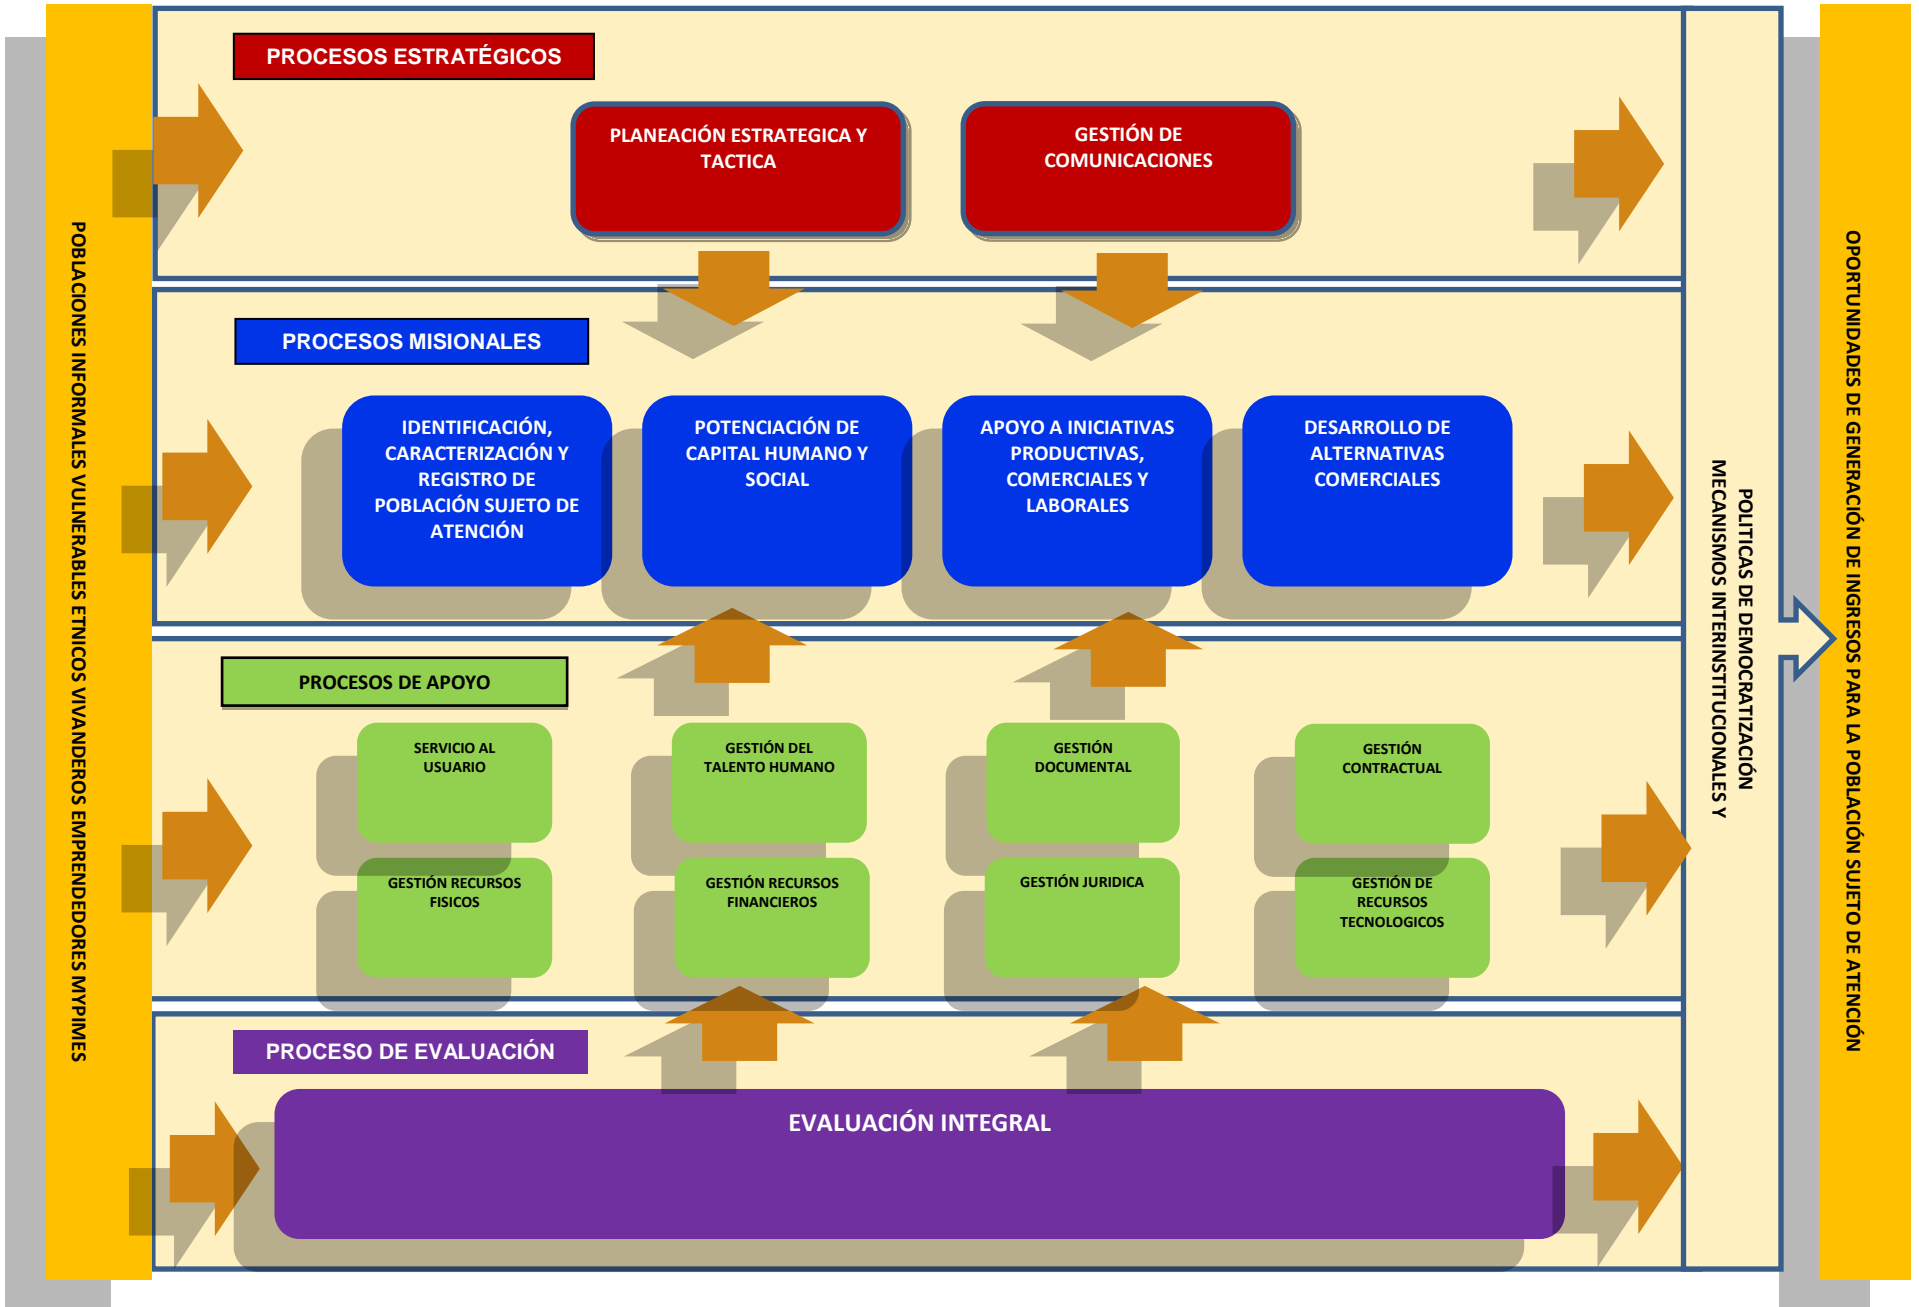 POBLACIONES INFORMALES VULNERABLES ETNICOS VIVANDEROS EMPRENDEDORES MYPIMES
PROCESOS ESTRATÉGICOS
PLANEACIÓN ESTRATEGICA Y
TACTICA
GESTIÓN DE
COMUNICACIONES
PROCESOS MISIONALES
IDENTIFICACIÓN,
CARACTERIZACIÓN Y
REGISTRO DE
POBLACIÓN SUJETO DE
ATENCIÓN
POTENCIACIÓN DE
CAPITAL HUMANO Y
SOCIAL
APOYO A INICIATIVAS
PRODUCTIVAS,
COMERCIALES Y
LABORALES
DESARROLLO DE
ALTERNATIVAS
COMERCIALES
PROCESOS DE APOYO
SERVICIO AL
USUARIO
GESTIÓN DEL
TALENTO HUMANO
GESTIÓN
DOCUMENTAL
GESTIÓN
CONTRACTUAL
GESTIÓN RECURSOS
FISICOS
GESTIÓN RECURSOS
FINANCIEROS
GESTIÓN JURIDICA
GESTIÓN DE
RECURSOS
TECNOLOGICOS
PROCESO DE EVALUACIÓN
EVALUACIÓN INTEGRAL
POLITICAS DE DEMOCRATIZACIÓN
MECANISMOS INTERINSTITUCIONALES Y
OPORTUNIDADES DE GENERACIÓN DE INGRESOS PARA LA POBLACIÓN SUJETO DE ATENCIÓN